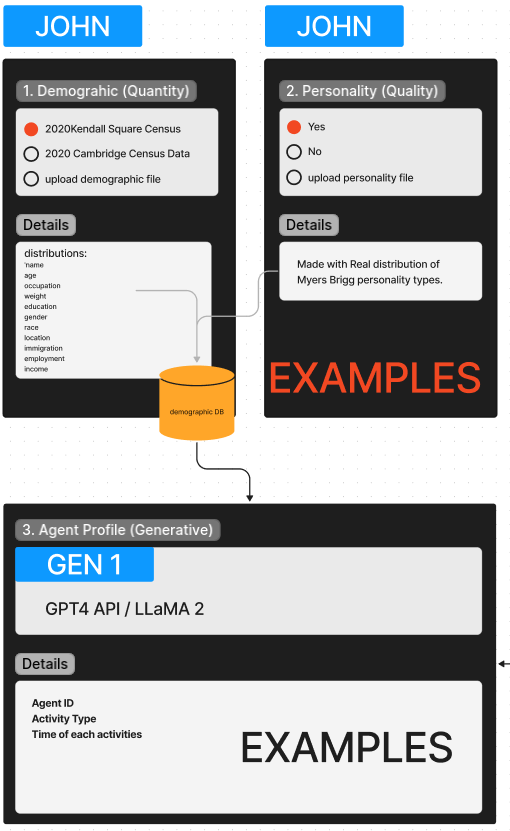 JOHN
1. Demograhic (Quantity)
2020Kendall Square Census
2020 Cambridge Census Data
upload demographic file
Details
distributions:
'name
age
occupation
weight
education
gender
race
location
immigration
employment
income
demographic DB
JOHN
2. Personality (Quality)
Yes
No
upload personality file
Details
Made with Real distribution of
Myers Brigg personality types.
EXAMPLES
3. Agent Profile (Generative)
GEN 1
GPT4 API / LLaMA 2
Details
Agent ID
Activity Type
Time of each activities
EXAMPLES